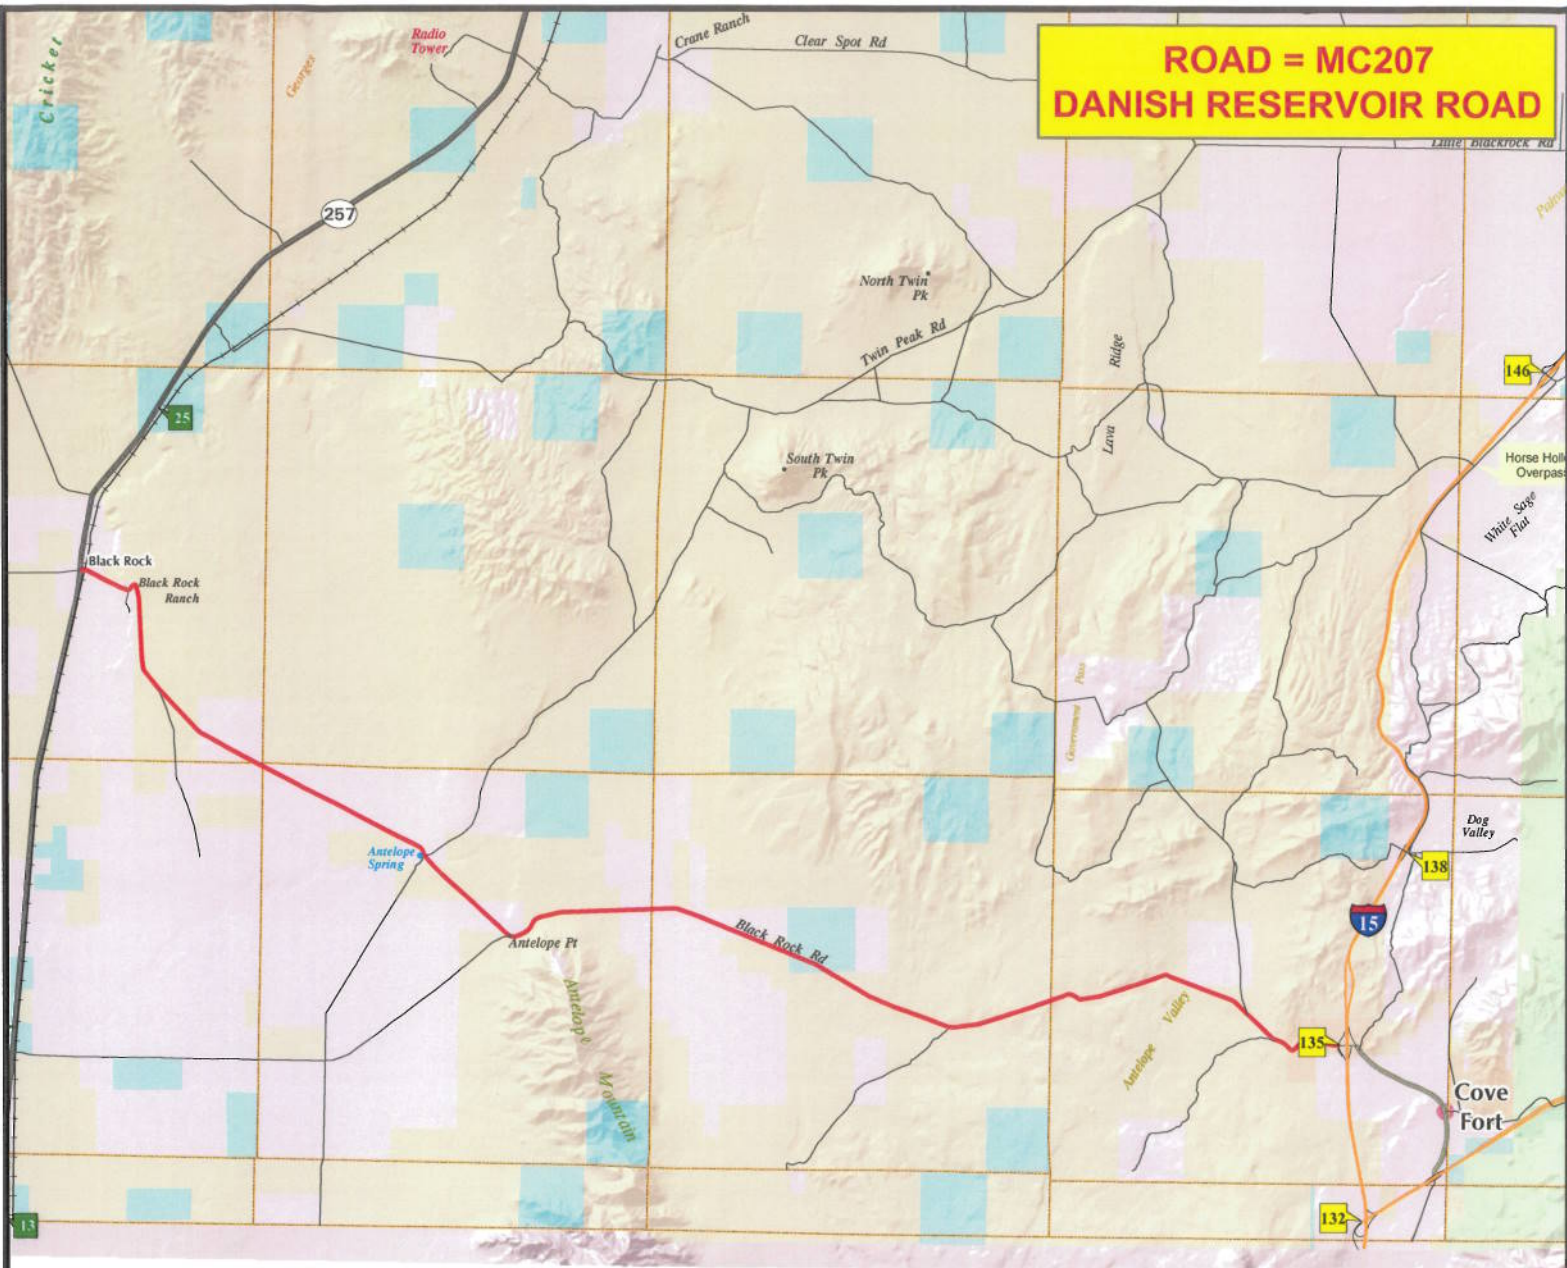 ROAD = MC207
DANISH RESERVOIR ROAD
Cricket
Georges
Radio
Tower
Crane Ranch
Clear Spot Rd
Little Blackrock Rd
257
North Twin
Pk
Twin Peak Rd
Lava Ridge
146
25
South Twin
Pk
Horse Holl
Overpas
White Sage
Flat
Black Rock
Black Rock
Ranch
Government Pass
Antelope
Spring
Dog
Valley
138
15
Antelope Pt
Black Rock Rd
Antelope Mountain
Antelope Valley
135
Cove
Fort
132
13